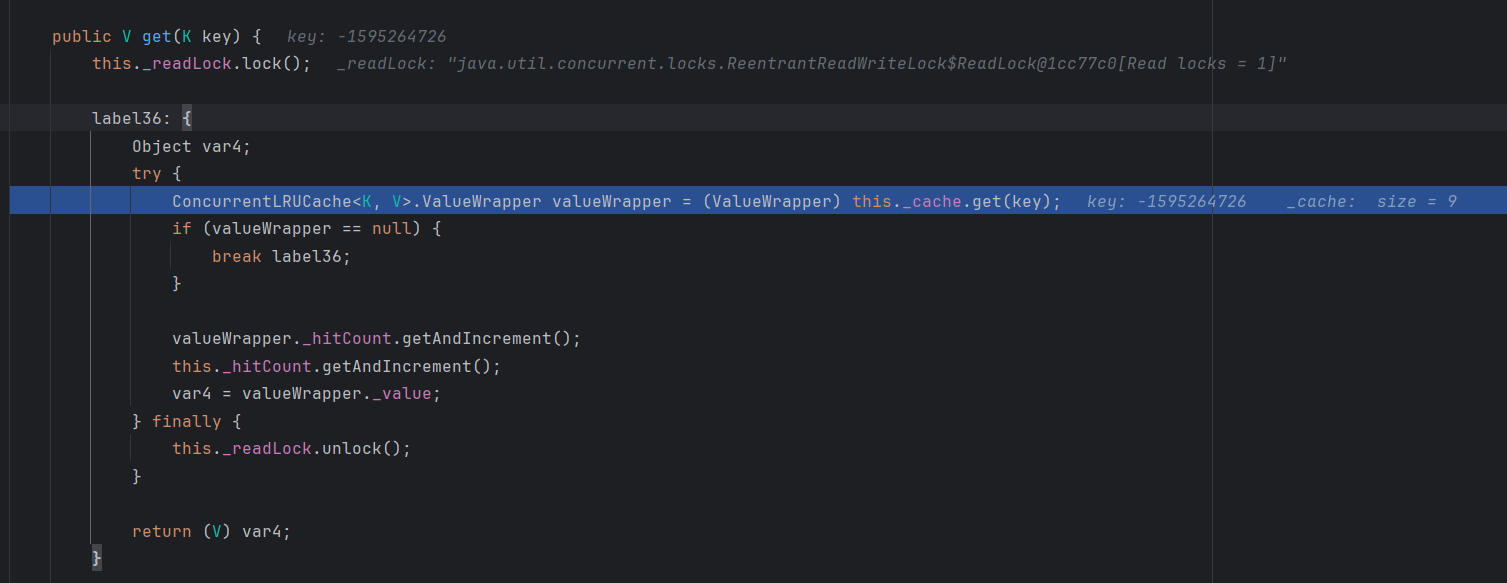 public V get(K key) {   key: -1595264726
this._readLock.lock();   _readLock: "java.util.concurrent.locks.ReentrantReadWriteLock$ReadLock@1cc77c0[Read locks = 1]"
label36: {
Object var4;
try {
ConcurrentLRUCache<K, V>.ValueWrapper valueWrapper = (ValueWrapper) this._cache.get(key);   key: -1595264726   _cache:  size = 9
if (valueWrapper == null) {
break label36;
}
valueWrapper._hitCount.getAndIncrement();
this._hitCount.getAndIncrement();
var4 = valueWrapper._value;
} finally {
this._readLock.unlock();
}
return (V) var4;
}